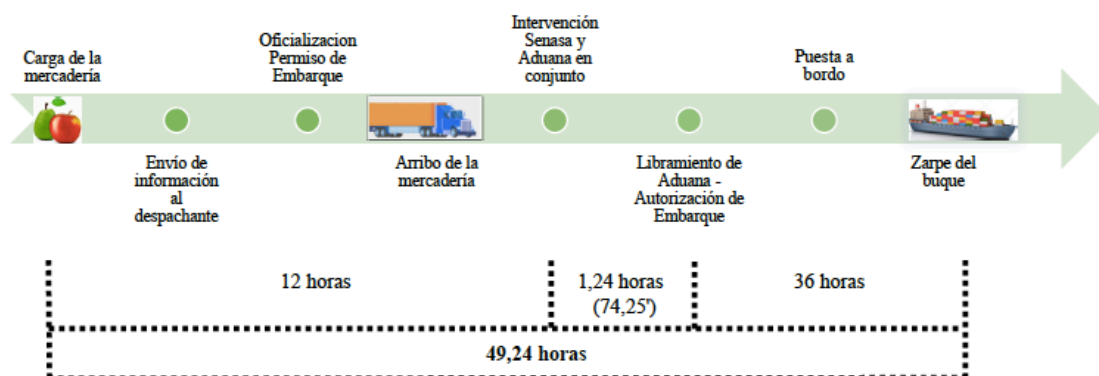 Carga de la
mercadería
Oficializacion
Permiso de
Embarque
Intervención
Senasa y
Aduana en
conjunto
Puesta a
bordo
Envío de
información
al
despachante
Arribo de la
mercadería
Libramiento de
Aduana -
Autorización de
Embarque
Zarpe del
buque
12 horas
1,24 horas
(74,25')
36 horas
49,24 horas